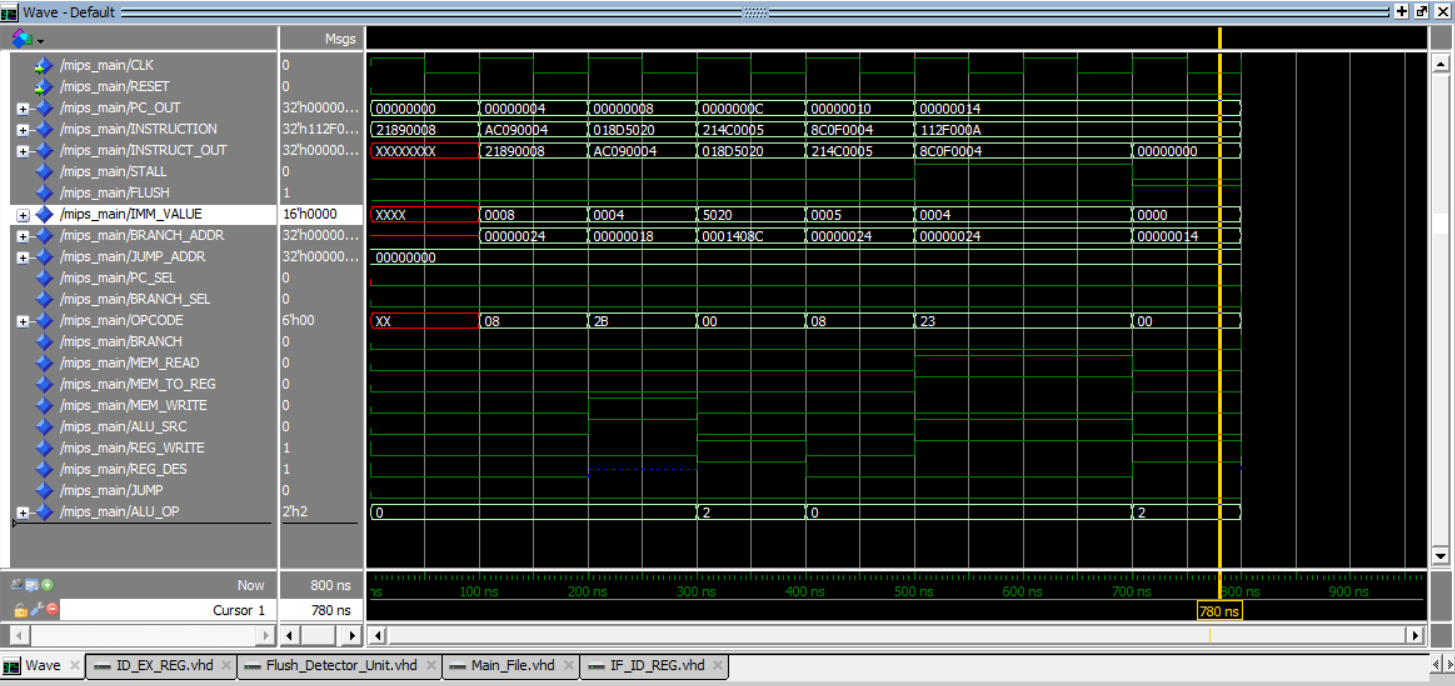 Wave - Default
Msgs
/mips_main/CLK 0
/mips_main/RESET 0
/mips_main/PC_OUT 32'h00000... 00000000 00000004 00000008 0000000C 00000010 00000014
/mips_main/INSTRUCTION 32'h112F0... 21890008 AC090004 018D5020 214C0005 8C0F0004 112F000A
/mips_main/INSTRUCT_OUT 32'h00000... XXXXXXXX 21890008 AC090004 018D5020 214C0005 8C0F0004 00000000
/mips_main/STALL 0
/mips_main/FLUSH 1
/mips_main/IMM_VALUE 16'h0000 XXXX 0008 0004 5020 0005 0004 0000
/mips_main/BRANCH_ADDR 32'h00000... 00000024 00000018 0001408C 00000024 00000024 00000014
/mips_main/JUMP_ADDR 32'h00000... 00000000
/mips_main/PC_SEL 0
/mips_main/BRANCH_SEL 0
/mips_main/OPCODE 6'h00 XX 08 2B 00 08 23 00
/mips_main/BRANCH 0
/mips_main/MEM_READ 0
/mips_main/MEM_TO_REG 0
/mips_main/MEM_WRITE 0
/mips_main/ALU_SRC 0
/mips_main/REG_WRITE 1
/mips_main/REG_DES 1
/mips_main/JUMP 0
/mips_main/ALU_OP 2'h2 0 2 0 2
Now 800 ns ns 100 ns 200 ns 300 ns 400 ns 500 ns 600 ns 700 ns 800 ns 900 ns
Cursor 1 780 ns 780 ns
Wave ID_EX_REG.vhd Flush_Detector_Unit.vhd Main_File.vhd IF_ID_REG.vhd